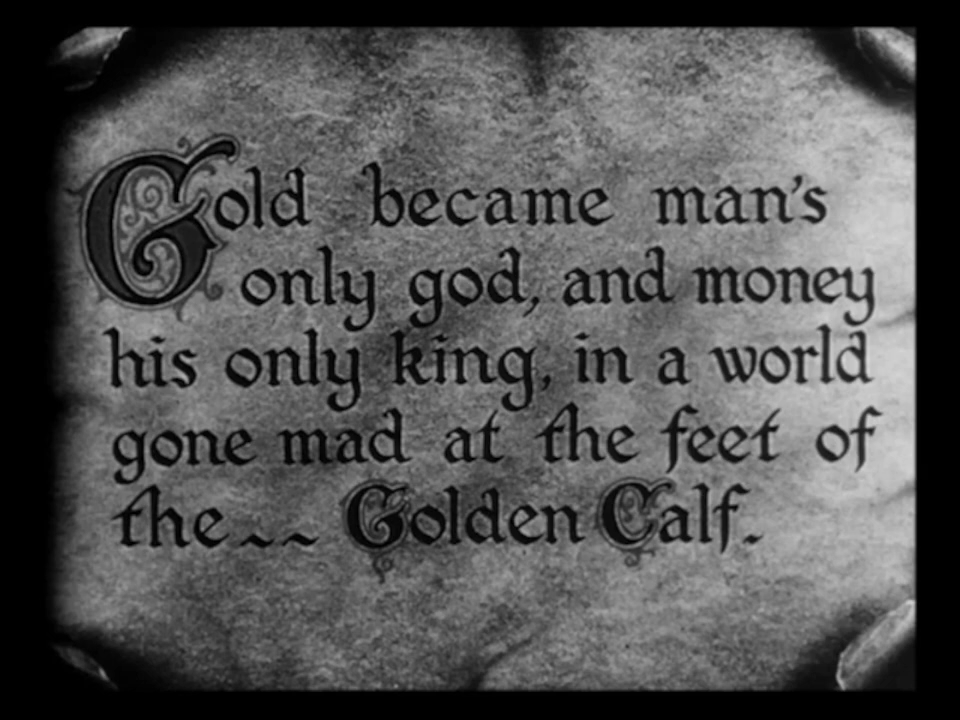 Gold became man's
only god, and money
his only king, in a world
gone mad at the feet of
the ~~ Golden Calf.